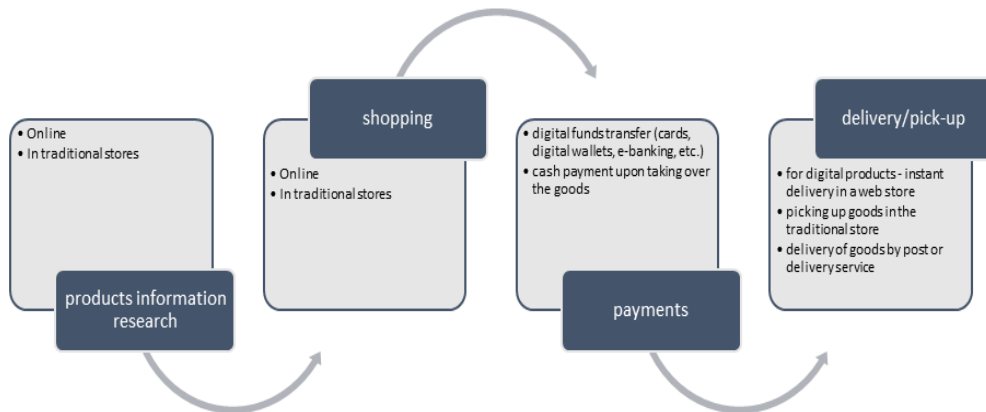 • Online
• In traditional stores
products information
research
shopping
• Online
• In traditional stores
• digital funds transfer (cards,
digital wallets, e-banking, etc.)
• cash payment upon taking over
the goods
payments
delivery/pick-up
• for digital products - instant
delivery in a web store
• picking up goods in the
traditional store
• delivery of goods by post or
delivery service